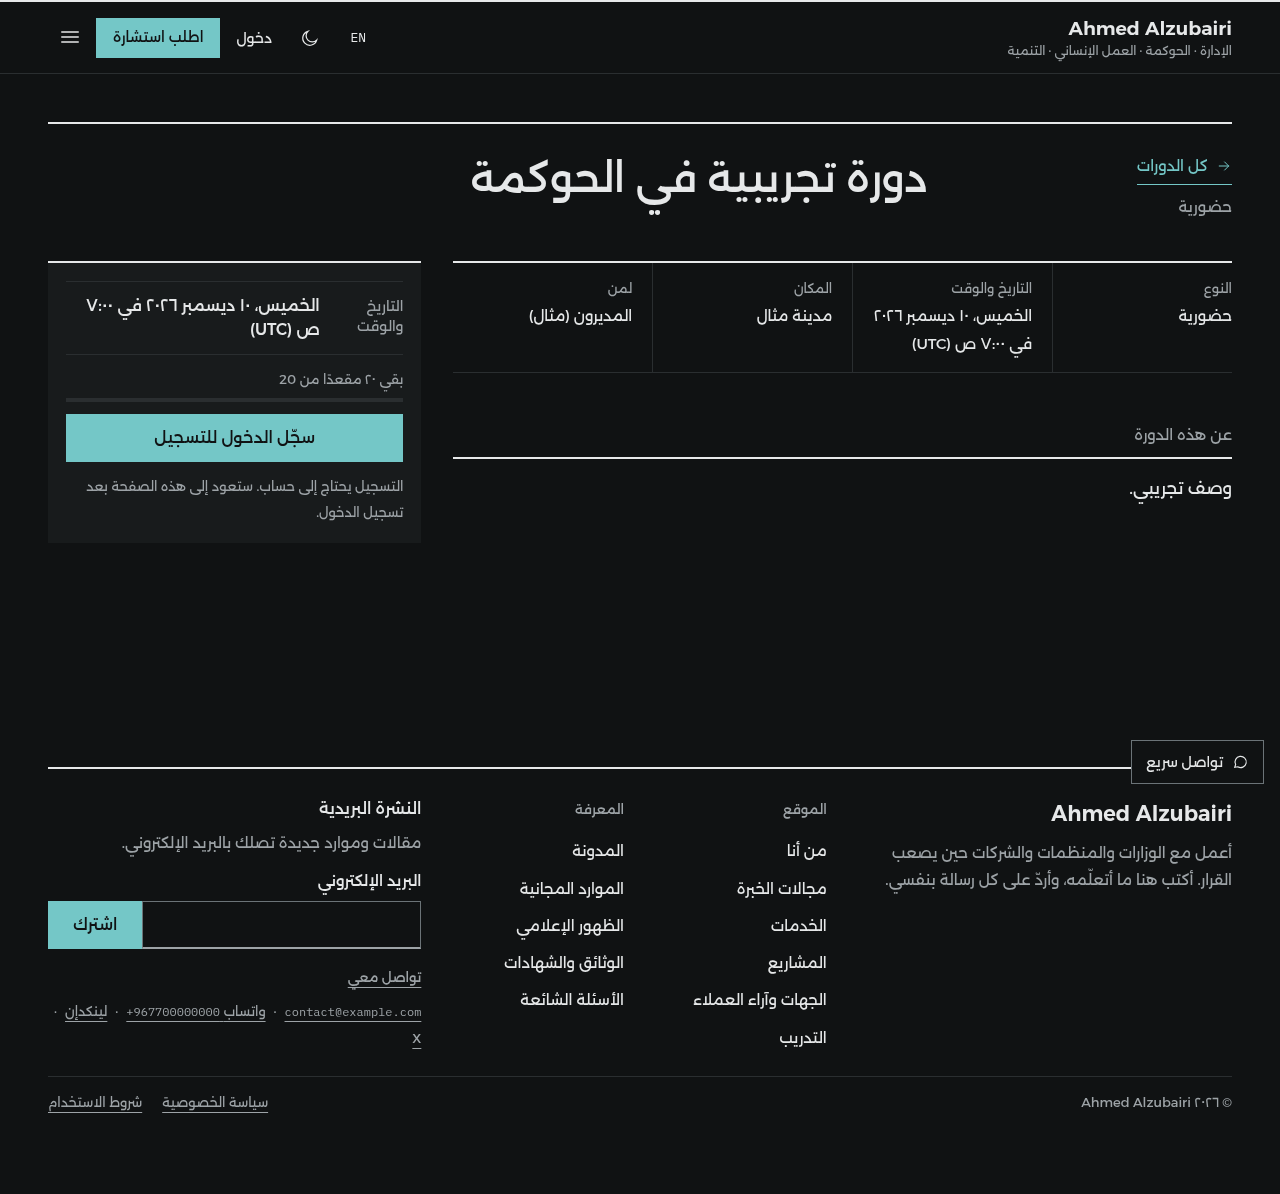 Ahmed Alzubairi
الإدارة · الحوكمة · العمل الإنساني · التنمية
EN
دخول
اطلب استشارة
كل الدورات
حضورية
دورة تجريبية في الحوكمة
النوع
حضورية
التاريخ والوقت
الخميس، ١٠ ديسمبر ٢٠٢٦
في ٧:٠٠ ص (UTC)
المكان
مدينة مثال
لمن
المديرون (مثال)
عن هذه الدورة
وصف تجريبي.
التاريخ والوقت
الخميس، ١٠ ديسمبر ٢٠٢٦ في ٧:٠٠
ص (UTC)
بقي ٢٠ مقعدًا من 20
سجّل الدخول للتسجيل
التسجيل يحتاج إلى حساب. ستعود إلى هذه الصفحة بعد
تسجيل الدخول.
تواصل سريع
Ahmed Alzubairi
أعمل مع الوزارات والمنظمات والشركات حين يصعب
القرار. أكتب هنا ما أتعلّمه، وأردّ على كل رسالة بنفسي.
الموقع
من أنا
مجالات الخبرة
الخدمات
المشاريع
الجهات وآراء العملاء
التدريب
المعرفة
المدونة
الموارد المجانية
الظهور الإعلامي
الوثائق والشهادات
الأسئلة الشائعة
النشرة البريدية
مقالات وموارد جديدة تصلك بالبريد الإلكتروني.
البريد الإلكتروني
اشترك
تواصل معي
contact@example.com · واتساب +967700000000 · لينكدإن ·
X
© ٢٠٢٦ Ahmed Alzubairi
سياسة الخصوصية
شروط الاستخدام